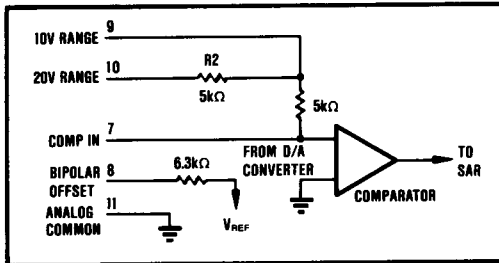 10V RANGE 9
20V RANGE 10
R2
5kΩ
5kΩ
COMP IN 7
FROM D/A
CONVERTER
TO
SAR
COMPARATOR
BIPOLAR
OFFSET 8
6.3kΩ
VREF
ANALOG
COMMON 11